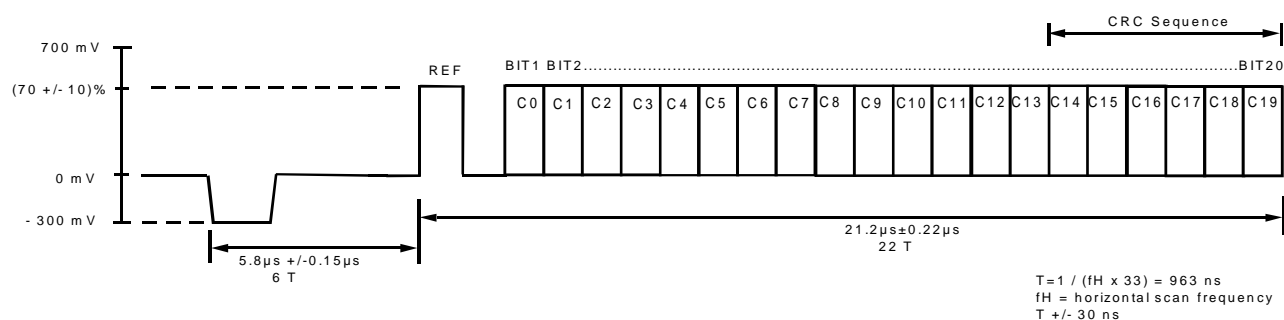 CRC Sequence
700 mV
REF
BIT1 BIT2..........BIT20
(70 +/- 10)%
C0 C1 C2 C3 C4 C5 C6 C7 C8 C9 C10 C11 C12 C13 C14 C15 C16 C17 C18 C19
0 mV
- 300 mV
21.2µs±0.22µs
22 T
5.8µs +/-0.15µs
6 T
T=1 / (fH x 33) = 963 ns
fH = horizontal scan frequency
T +/- 30 ns